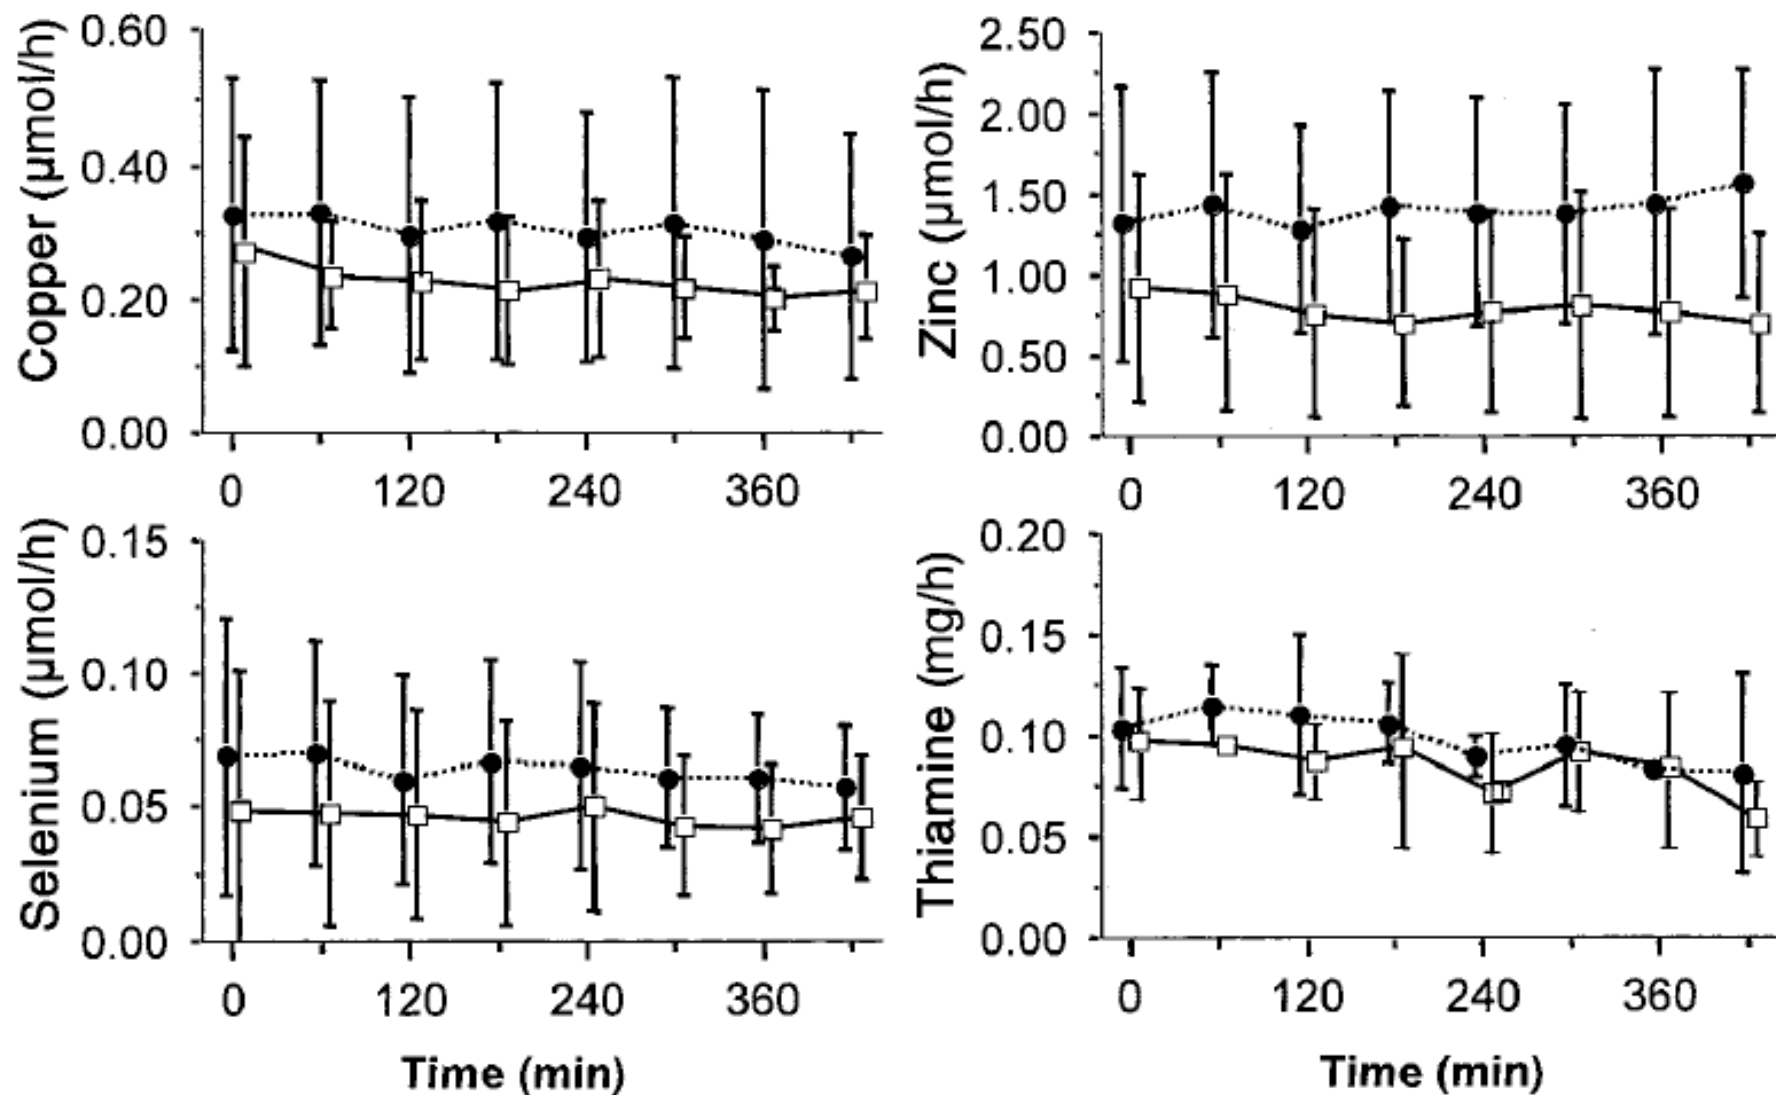 Copper (µmol/h)
0.60
0.40
0.20
0.00
0 120 240 360
Zinc (µmol/h)
2.50
2.00
1.50
1.00
0.50
0.00
0 120 240 360
Selenium (µmol/h)
0.15
0.10
0.05
0.00
0 120 240 360
Time (min)
Thiamine (mg/h)
0.20
0.15
0.10
0.05
0.00
0 120 240 360
Time (min)